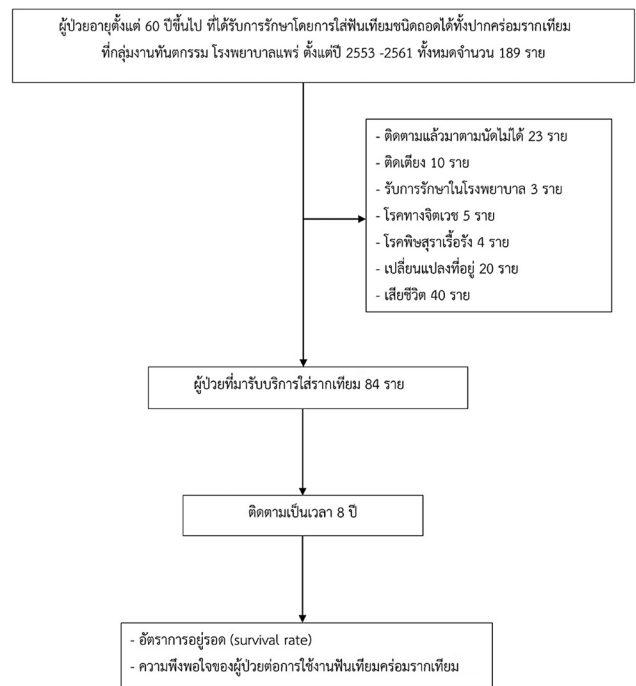 ผู้ป่วยอายุตั้งแต่ 60 ปีขึ้นไป ที่ได้รับการรักษาโดยการใส่ฟันเทียมชนิดถอดได้ทั้งปากคร่อมรากเทียม
ที่กลุ่มงานทันตกรรม โรงพยาบาลแพร่ ตั้งแต่ปี 2553 -2561 ทั้งหมดจำนวน 189 ราย
- ติดตามแล้วมาตามนัดไม่ได้ 23 ราย
- ติดเตียง 10 ราย
- รับการรักษาในโรงพยาบาล 3 ราย
- โรคทางจิตเวช 5 ราย
- โรคพิษสุราเรื้อรัง 4 ราย
- เปลี่ยนแปลงที่อยู่ 20 ราย
- เสียชีวิต 40 ราย
ผู้ป่วยที่มารับบริการใส่รากเทียม 84 ราย
ติดตามเป็นเวลา 8 ปี
- อัตราการอยู่รอด (survival rate)
- ความพึงพอใจของผู้ป่วยต่อการใช้งานฟันเทียมคร่อมรากเทียม